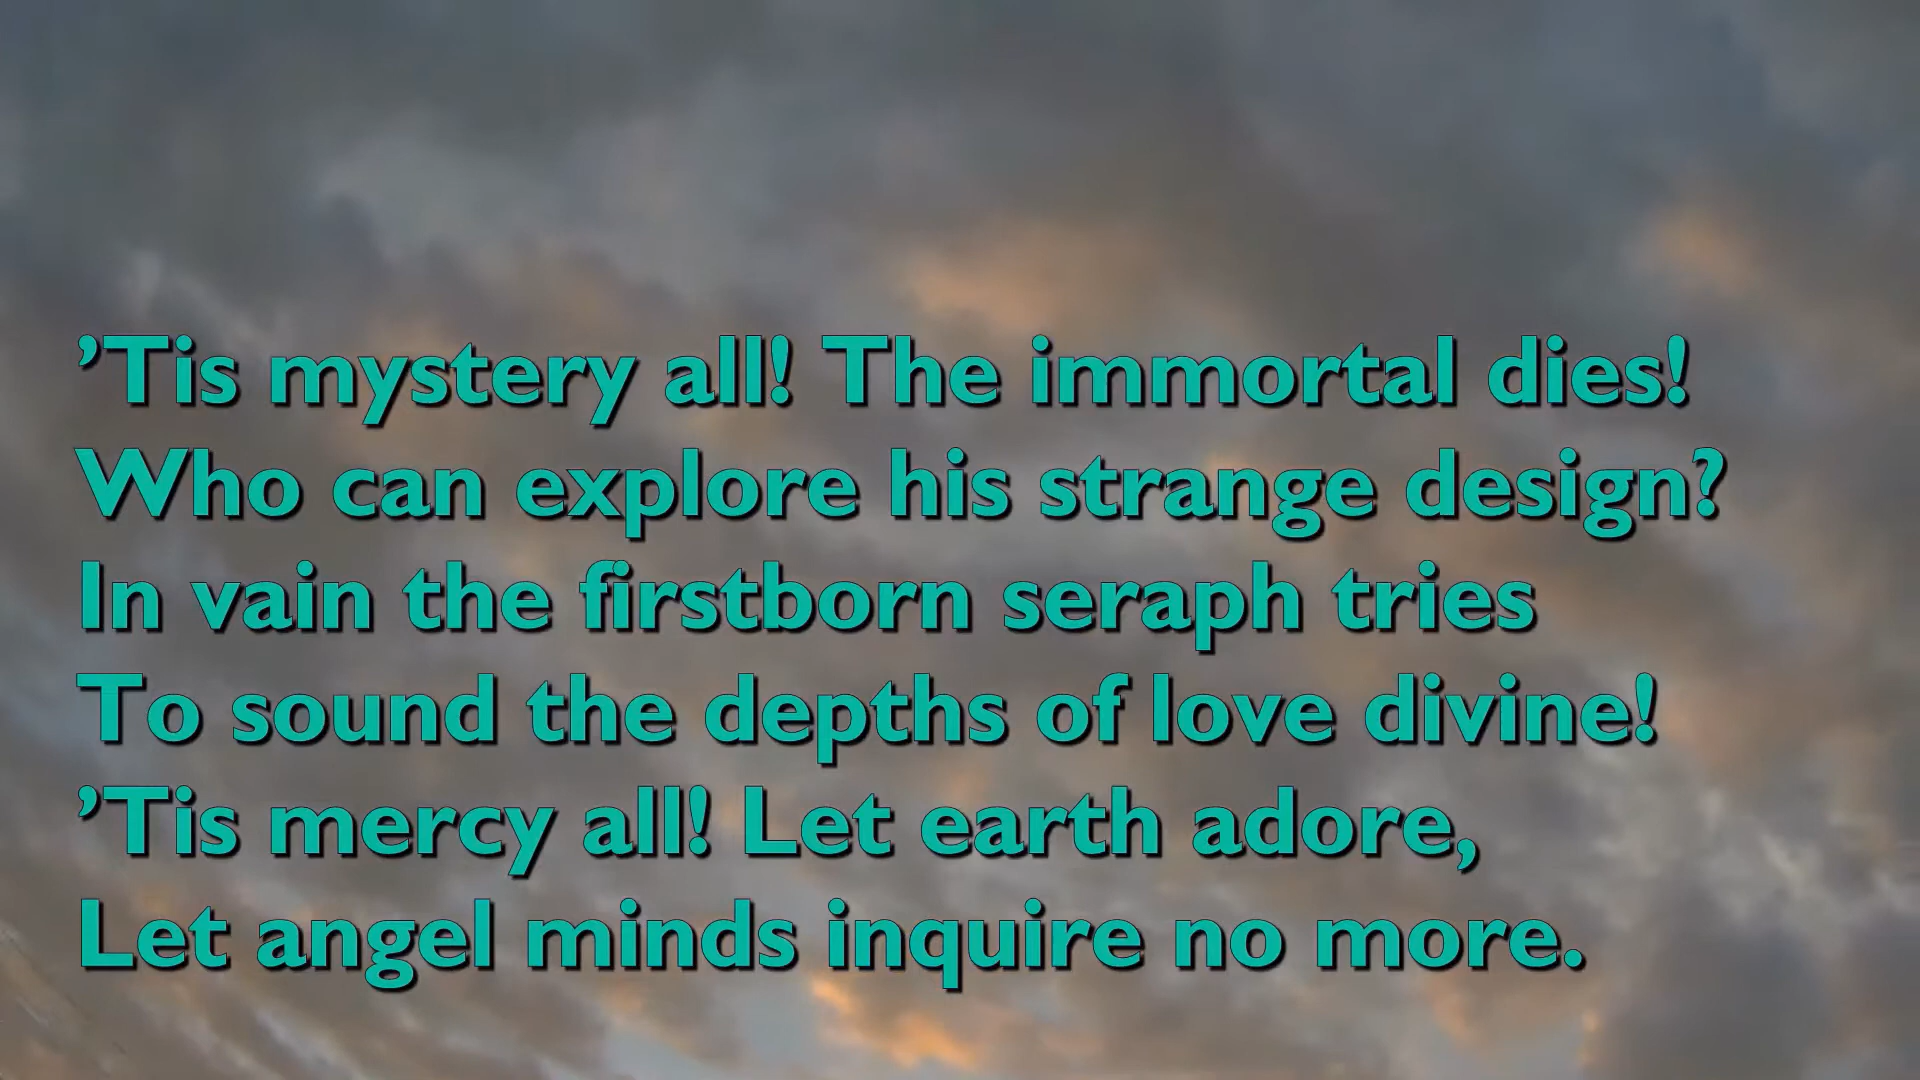 ’Tis mystery all! The immortal dies!
Who can explore his strange design?
In vain the firstborn seraph tries
To sound the depths of love divine!
’Tis mercy all! Let earth adore,
Let angel minds inquire no more.